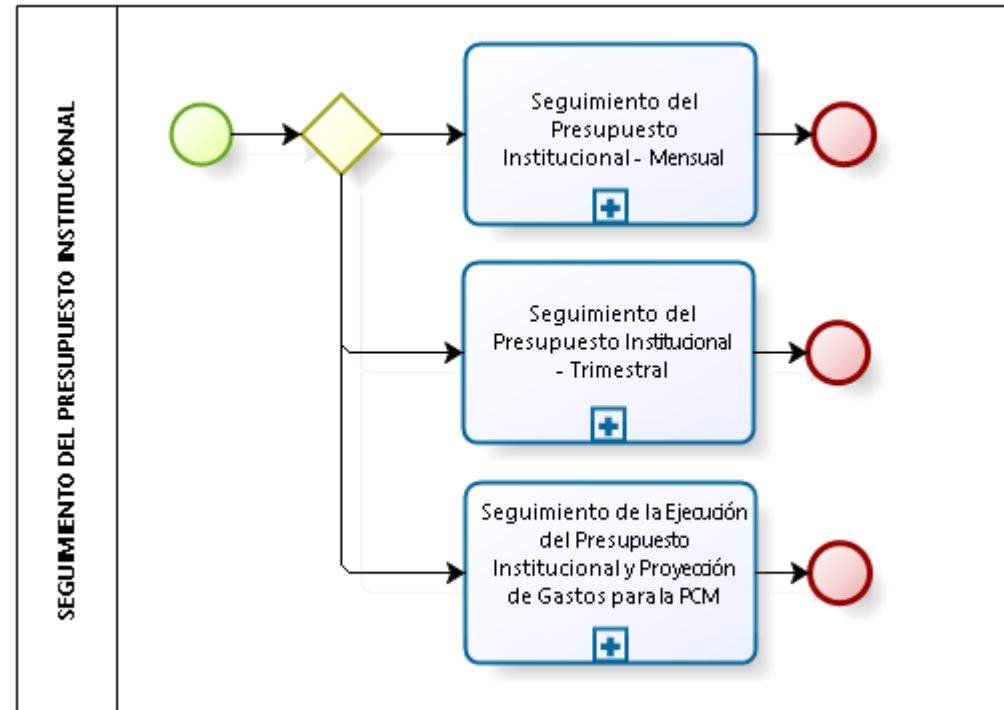 SEGUIMIENTO DEL PRESUPUESTO INSTITUCIONAL
Seguimiento del
Presupuesto
Institucional - Mensual
Seguimiento del
Presupuesto Institucional
- Trimestral
Seguimiento de la Ejecución
del Presupuesto
Institucional y Proyección
de Gastos para la PCM